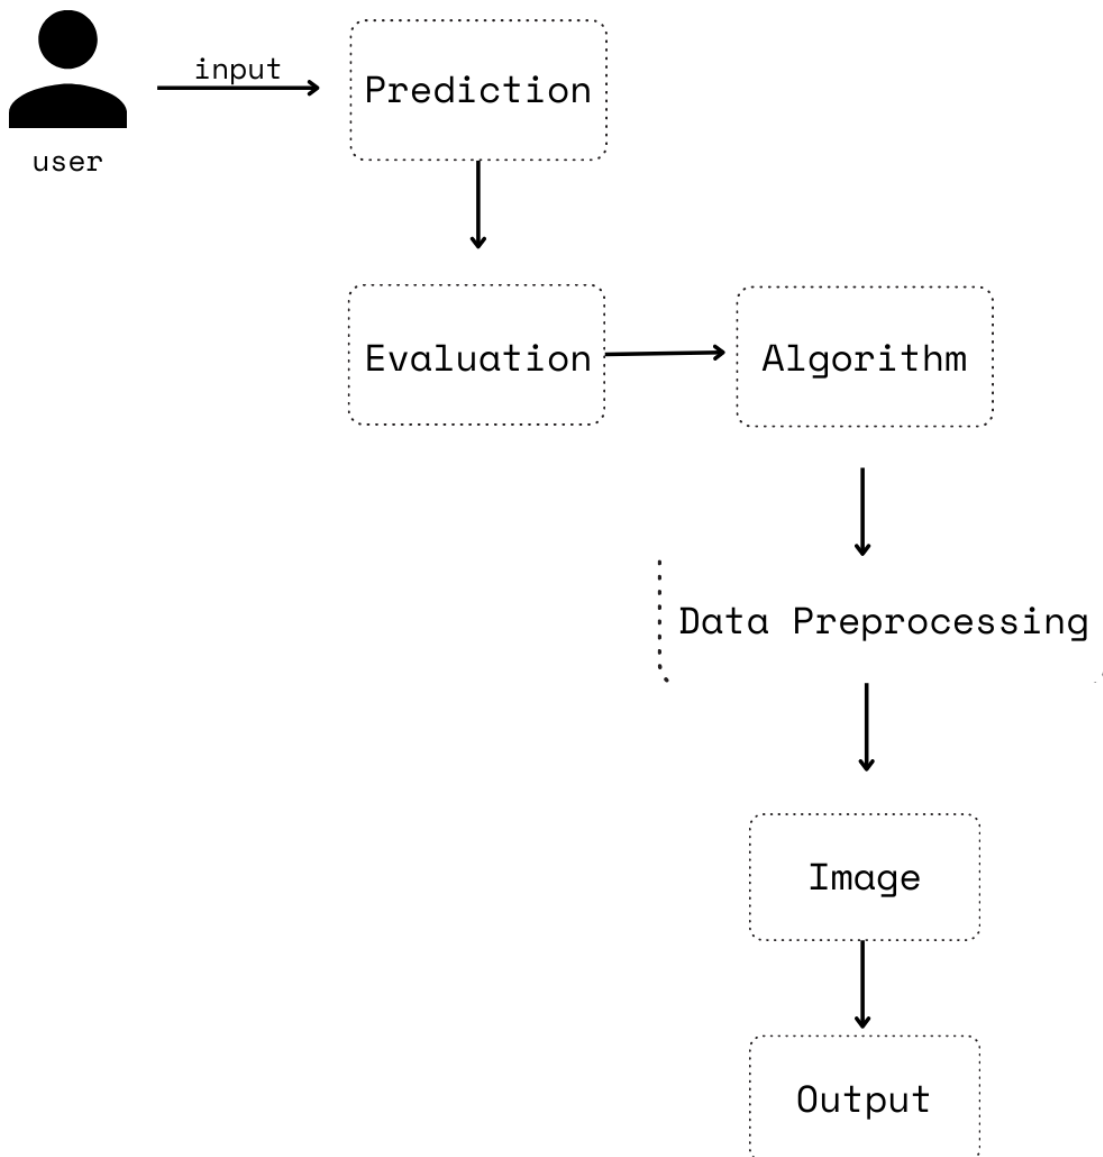 input
Prediction
user
Evaluation
Algorithm
Data Preprocessing
Image
Output